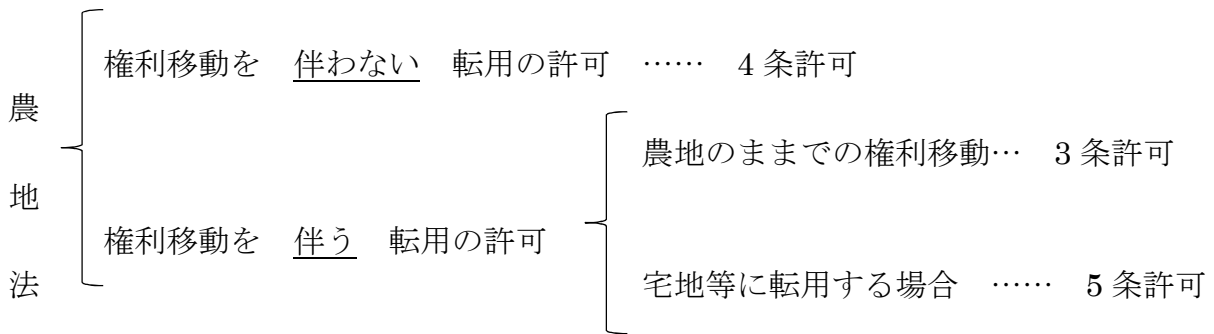 農地法
権利移動を 伴わない 転用の許可 …… 4条許可
権利移動を 伴う 転用の許可
農地のままでの権利移動… 3条許可
宅地等に転用する場合 …… 5条許可